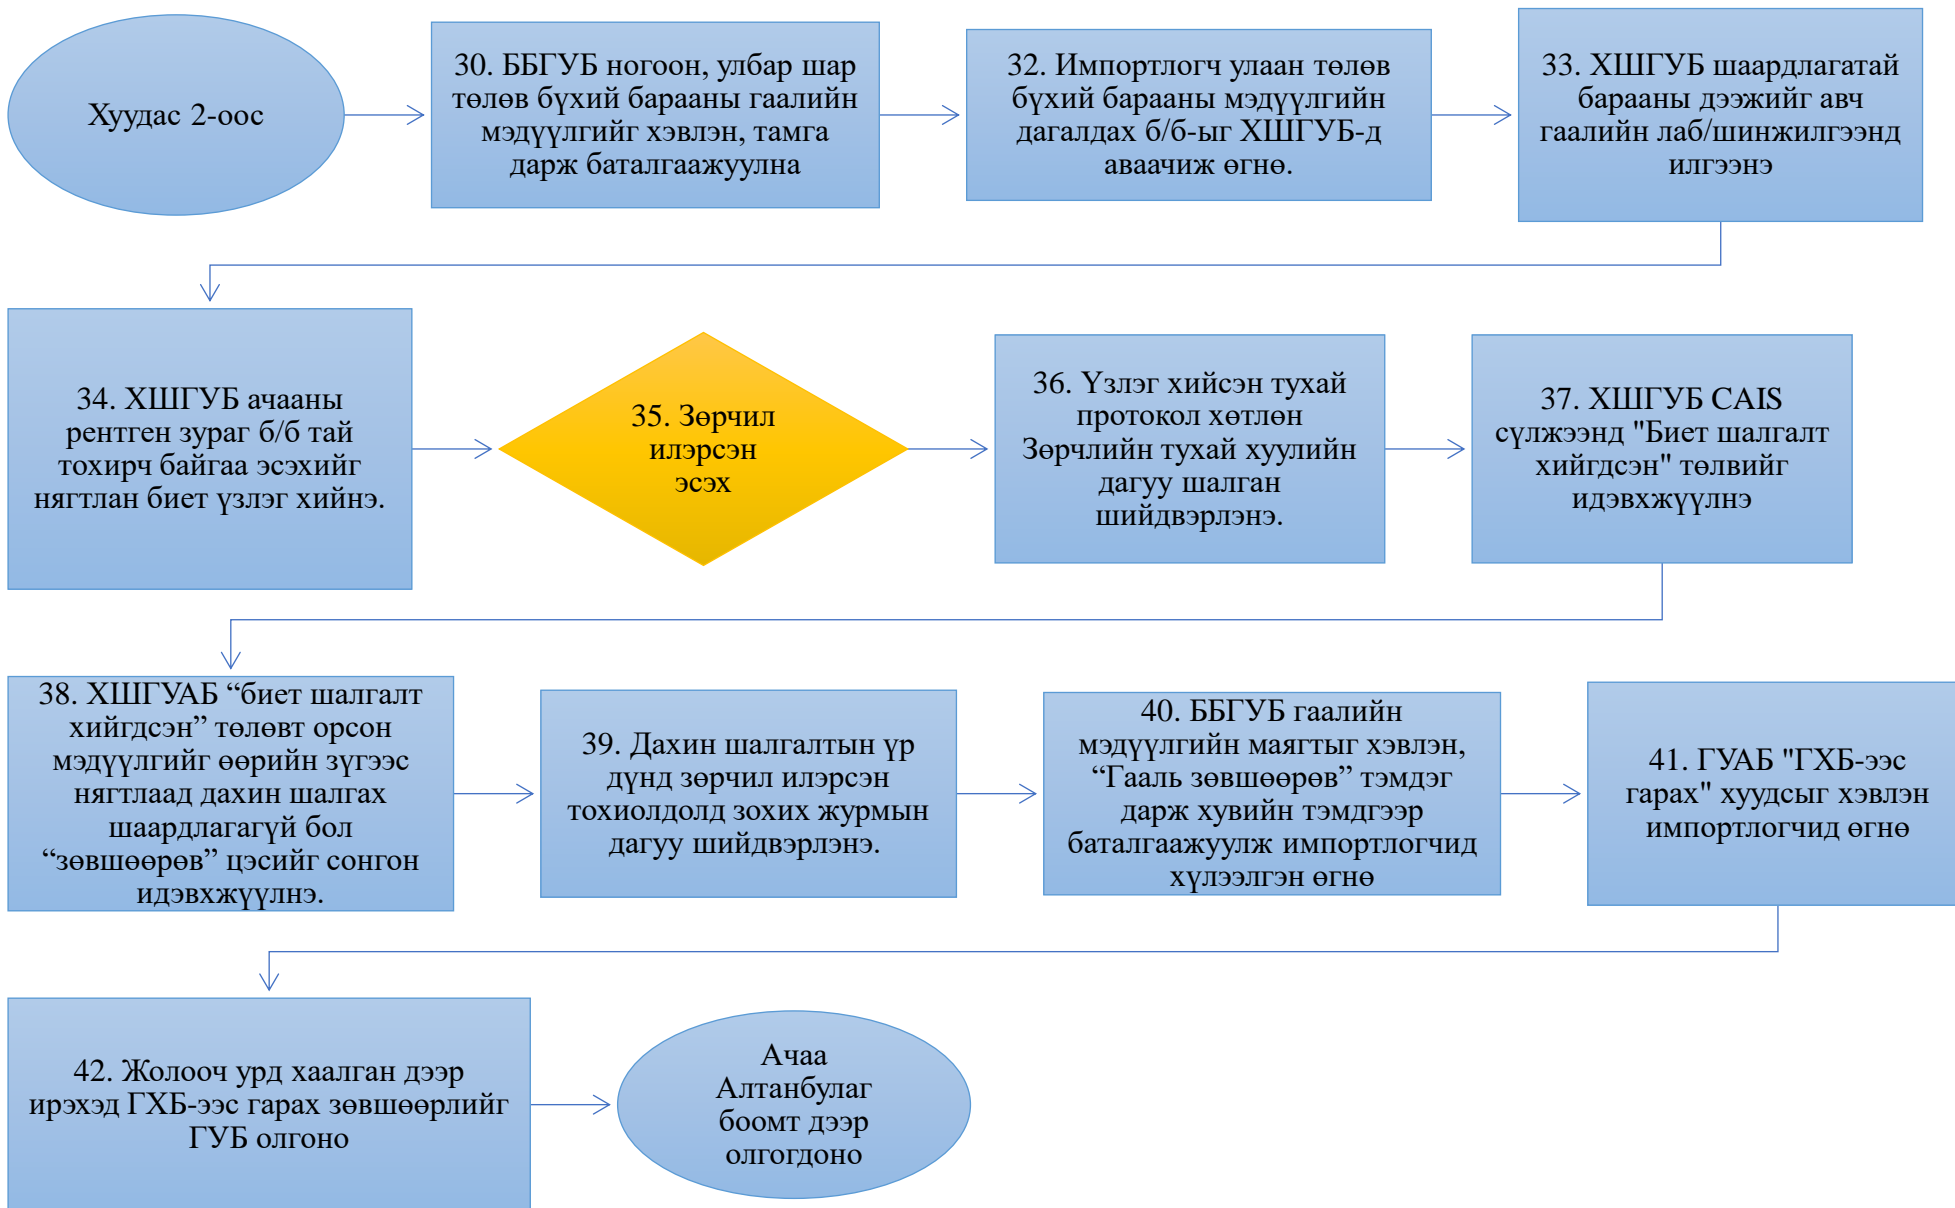 Хуудас 2-оос
30. ББГУБ ногоон, улбар шар
төлөв бүхий барааны гаалийн
мэдүүлгийг хэвлэн, тамга
дарж баталгаажуулна
32. Импортлогч улаан төлөв
бүхий барааны мэдүүлгийн
дагалдах б/б-ыг ХШГУБ-д
аваачиж өгнө.
33. ХШГУБ шаардлагатай
барааны дээжийг авч
гаалийн лаб/шинжилгээнд
илгээнэ
34. ХШГУБ ачааны
рентген зураг б/б тай
тохирч байгаа эсэхийг
нягтлан биет үзлэг хийнэ.
35. Зөрчил
илэрсэн
эсэх
36. Үзлэг хийсэн тухай
протокол хөтлөн
Зөрчлийн тухай хуулийн
дагуу шалган
шийдвэрлэнэ.
37. ХШГУБ CAIS
сүлжээнд "Биет шалгалт
хийгдсэн" төлвийг
идэвхжүүлнэ
38. ХШГУАБ “биет шалгалт
хийгдсэн” төлөвт орсон
мэдүүлгийг өөрийн зүгээс
нягтлаад дахин шалгах
шаардлагагүй бол
“зөвшөөрөв” цэсийг сонгон
идэвхжүүлнэ.
39. Дахин шалгалтын үр
дүнд зөрчил илэрсэн
тохиолдолд зохих журмын
дагуу шийдвэрлэнэ.
40. ББГУБ гаалийн
мэдүүлгийн маягтыг хэвлэн,
“Гааль зөвшөөрөв” тэмдэг
дарж хувийн тэмдгээр
баталгаажуулж импортлогчид
хүлээлгэн өгнө
41. ГУАБ "ГХБ-ээс
гарах" хуудсыг хэвлэн
импортлогчид өгнө
42. Жолооч урд хаалган дээр
ирэхэд ГХБ-ээс гарах зөвшөөрлийг
ГУБ олгоно
Ачаа
Алтанбулаг
боомт дээр
олгогдоно